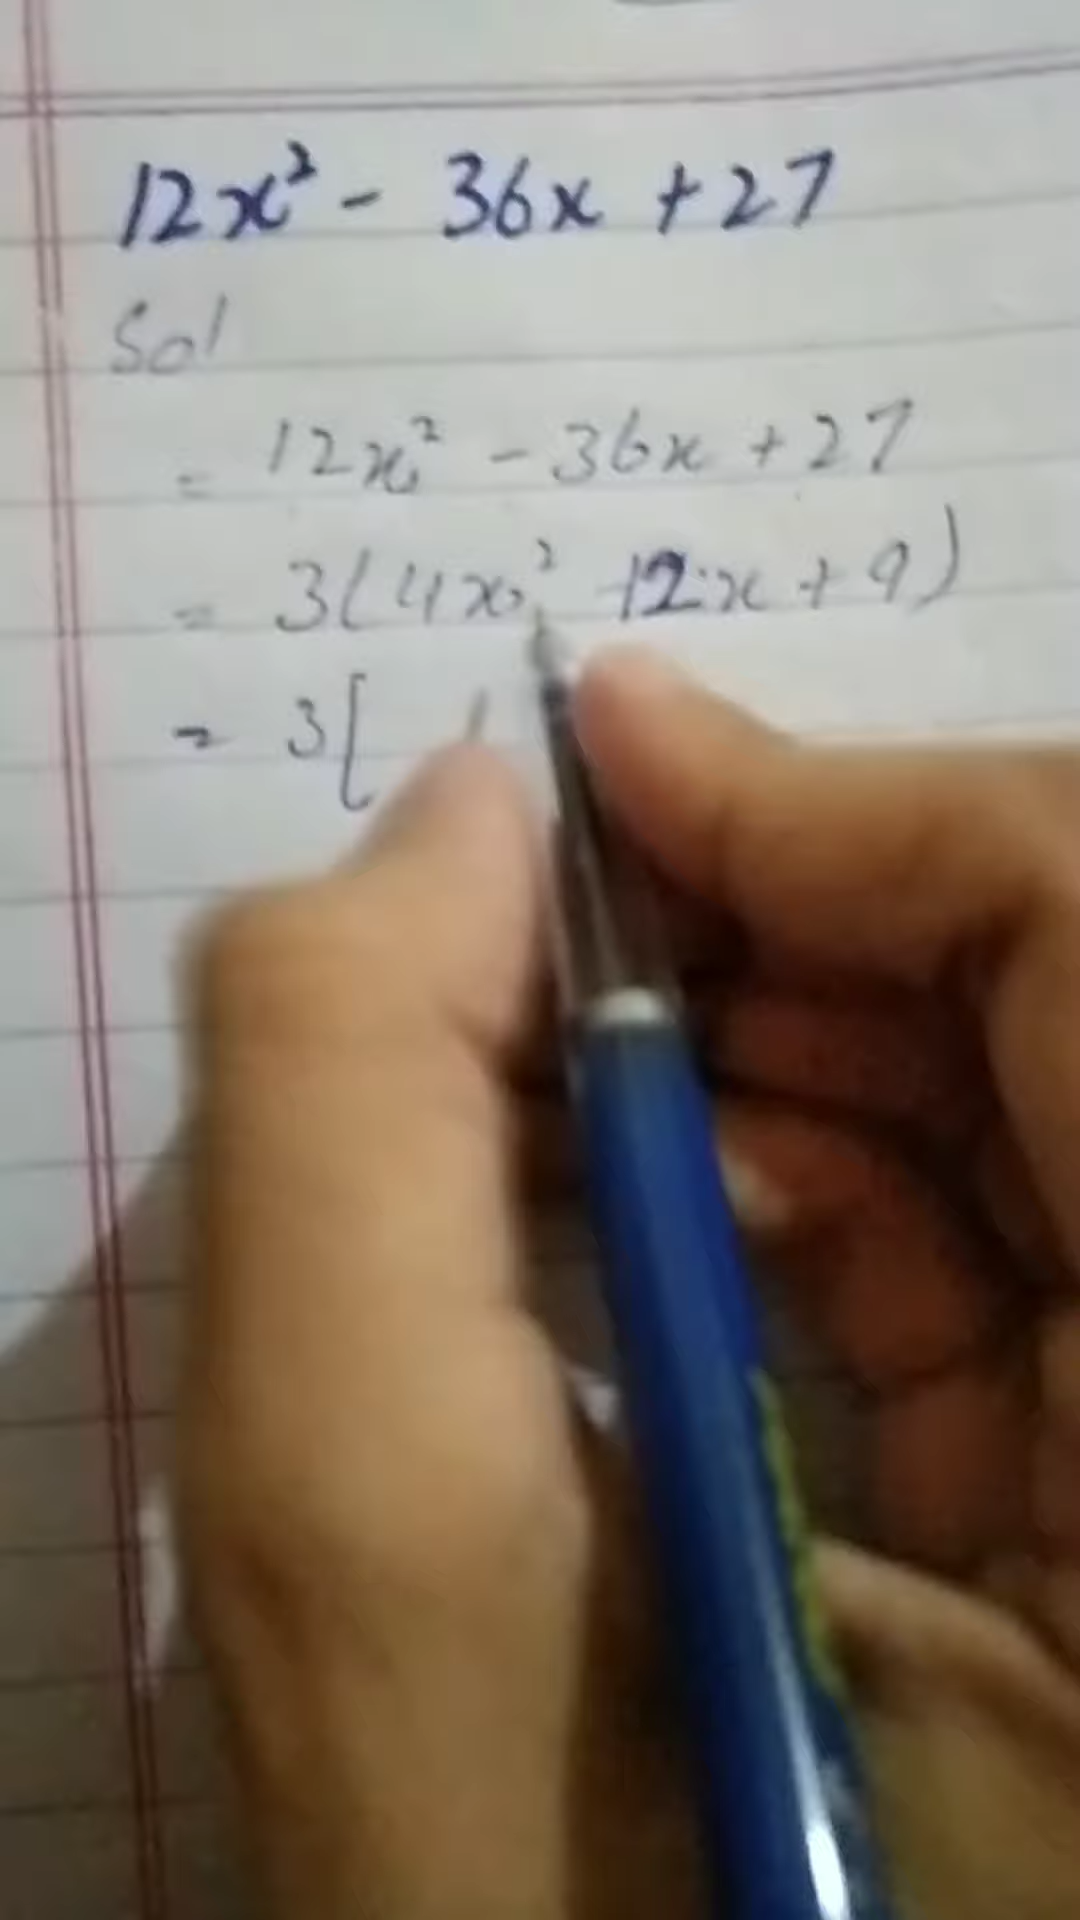 12x² - 36x + 27
Sol
= 12x² - 36x + 27
= 3(4x² -12x + 9)
= 3[